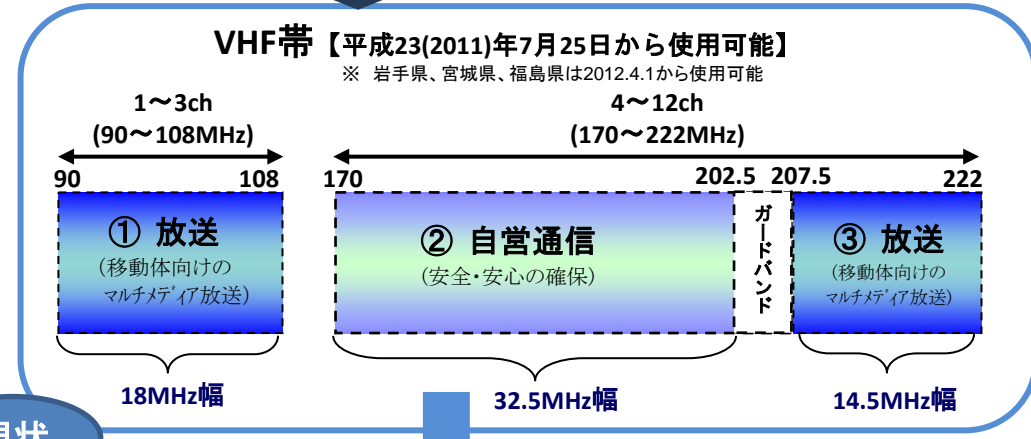 VHF帯【平成23(2011)年7月25日から使用可能】
※ 岩手県、宮城県、福島県は2012.4.1から使用可能
1～3ch
(90～108MHz)
4～12ch
(170～222MHz)
90
108
170
202.5
207.5
222
① 放送
(移動体向けの
マルチメディア放送)
② 自営通信
(安全・安心の確保)
ガードバンド
③ 放送
(移動体向けの
マルチメディア放送)
18MHz幅
32.5MHz幅
14.5MHz幅
現状